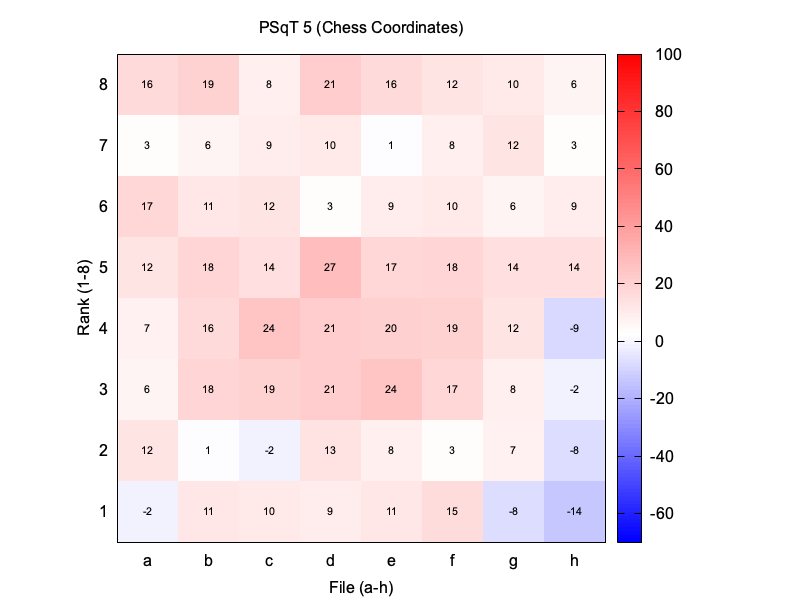 PSqT 5 (Chess Coordinates)
8 16 19 8 21 16 12 10 6
7 3 6 9 10 1 8 12 3
6 17 11 12 3 9 10 6 9
5 12 18 14 27 17 18 14 14
4 7 16 24 21 20 19 12 -9
3 6 18 19 21 24 17 8 -2
2 12 1 -2 13 8 3 7 -8
1 -2 11 10 9 11 15 -8 -14
a b c d e f g h
File (a-h)
Rank (1-8)
100
80
60
40
20
0
-20
-40
-60